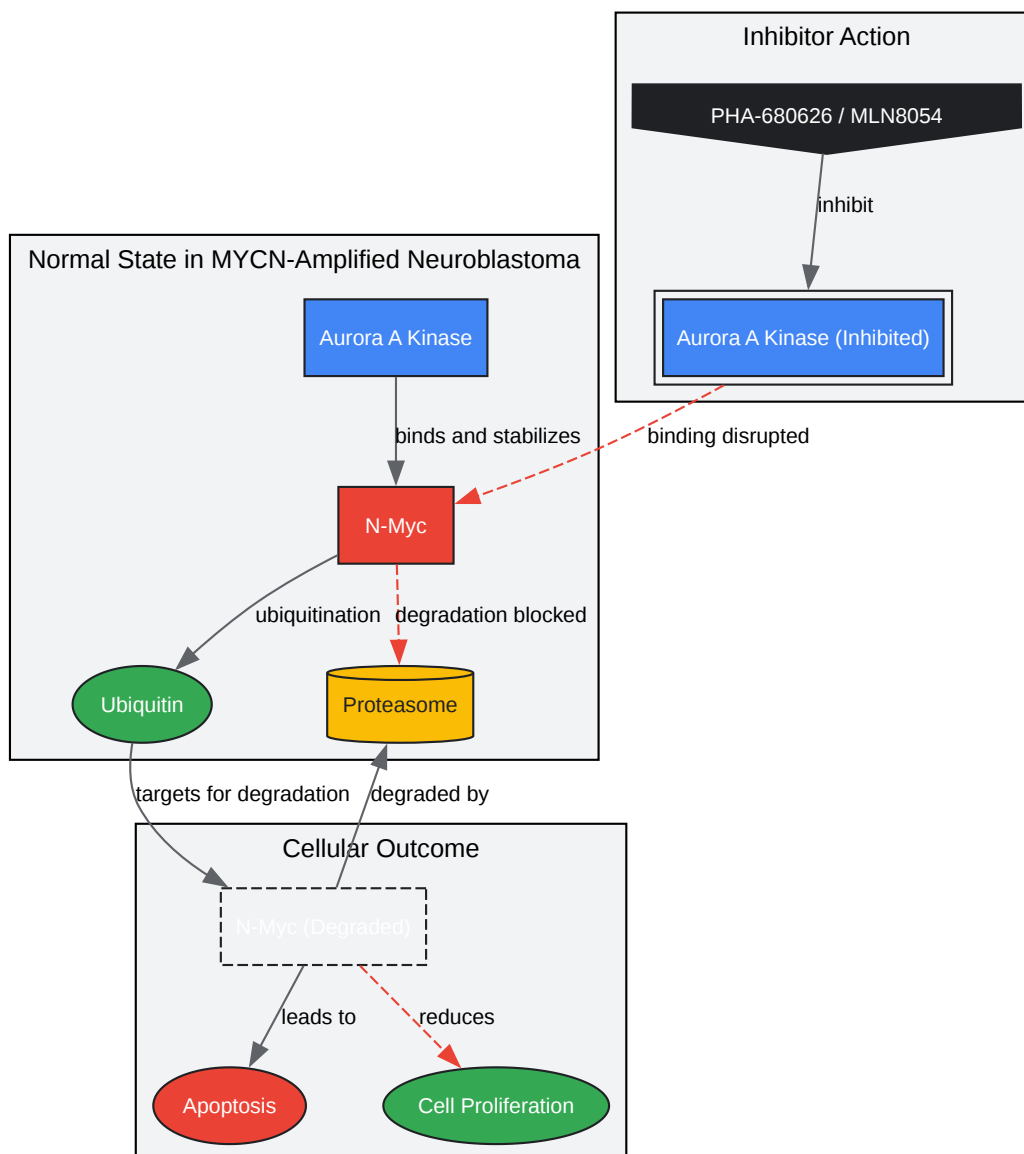 Inhibitor Action
PHA-680626 / MLN8054
inhibit
Normal State in MYCN-Amplified Neuroblastoma
Aurora A Kinase
Aurora A Kinase (Inhibited)
binds and stabilizes
binding disrupted
N-Myc
ubiquitination
degradation blocked
Ubiquitin
Proteasome
targets for degradation
degraded by
Cellular Outcome
N-Myc (Degraded)
leads to
reduces
Apoptosis
Cell Proliferation